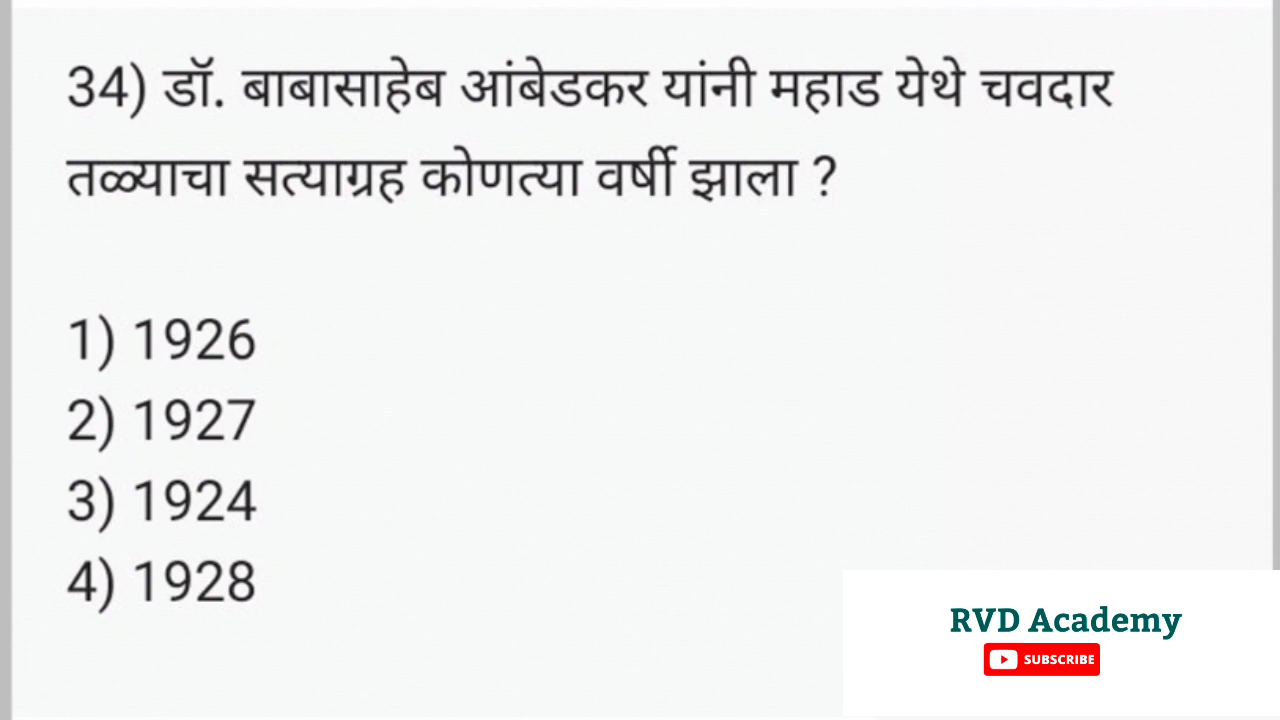 34) डॉ. बाबासाहेब आंबेडकर यांनी महाड येथे चवदार
तळ्याचा सत्याग्रह कोणत्या वर्षी झाला ?
1) 1926
2) 1927
3) 1924
4) 1928
RVD Academy
SUBSCRIBE